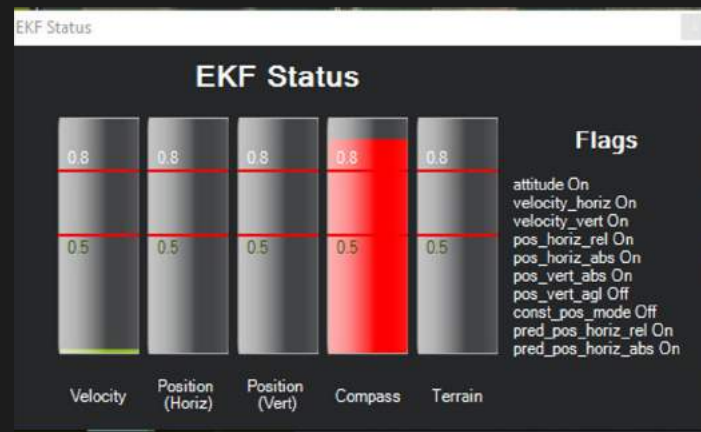 EKF Status
EKF Status
0.8 0.8 0.8 0.8 0.8
0.5 0.5 0.5 0.5 0.5
Velocity
Position
(Horiz)
Position
(Vert)
Compass
Terrain
Flags
attitude On
velocity_horiz On
velocity_vert On
pos_horiz_rel On
pos_horiz_abs On
pos_vert_abs On
pos_vert_agl Off
const_pos_mode Off
pred_pos_horiz_rel On
pred_pos_horiz_abs On